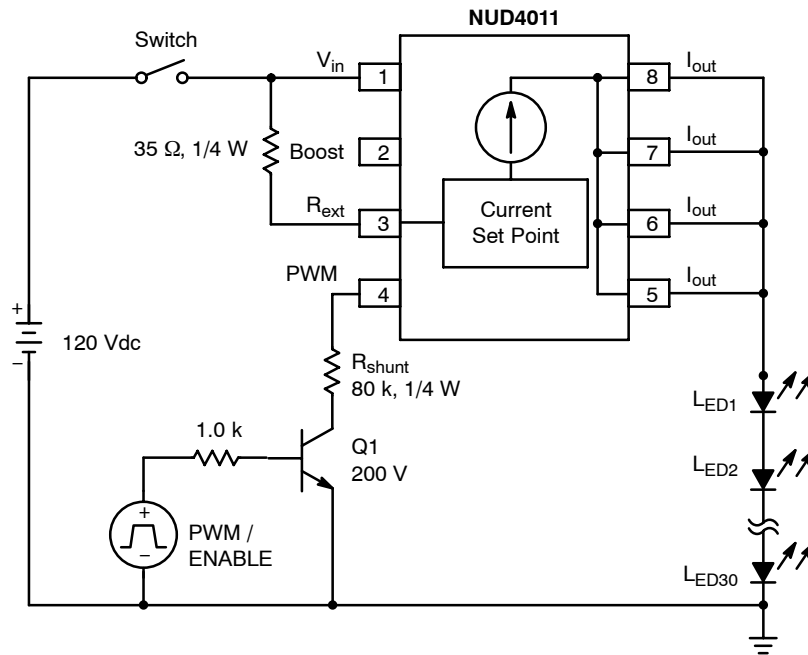 NUD4011
Switch
V_in
1
8
I_out
35 Ω, 1/4 W
Boost
2
7
I_out
R_ext
3
Current
Set Point
6
I_out
PWM
4
5
I_out
+
−
120 Vdc
R_shunt
80 k, 1/4 W
L_ED1
1.0 k
Q1
200 V
L_ED2
+
−
PWM /
ENABLE
L_ED30